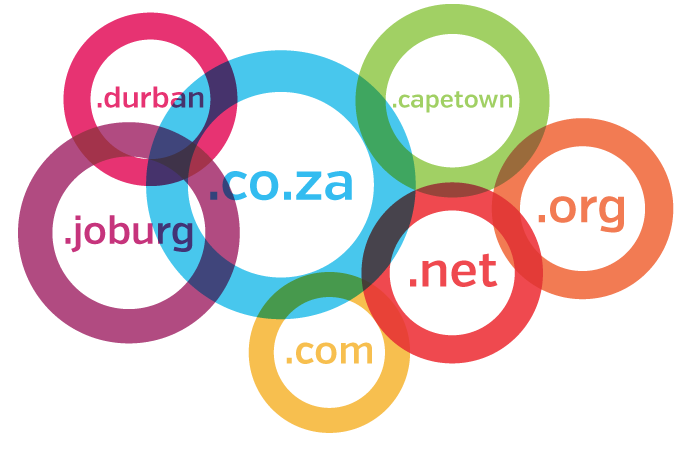 .durban
.capetown
.co.za
.org
.joburg
.net
.com